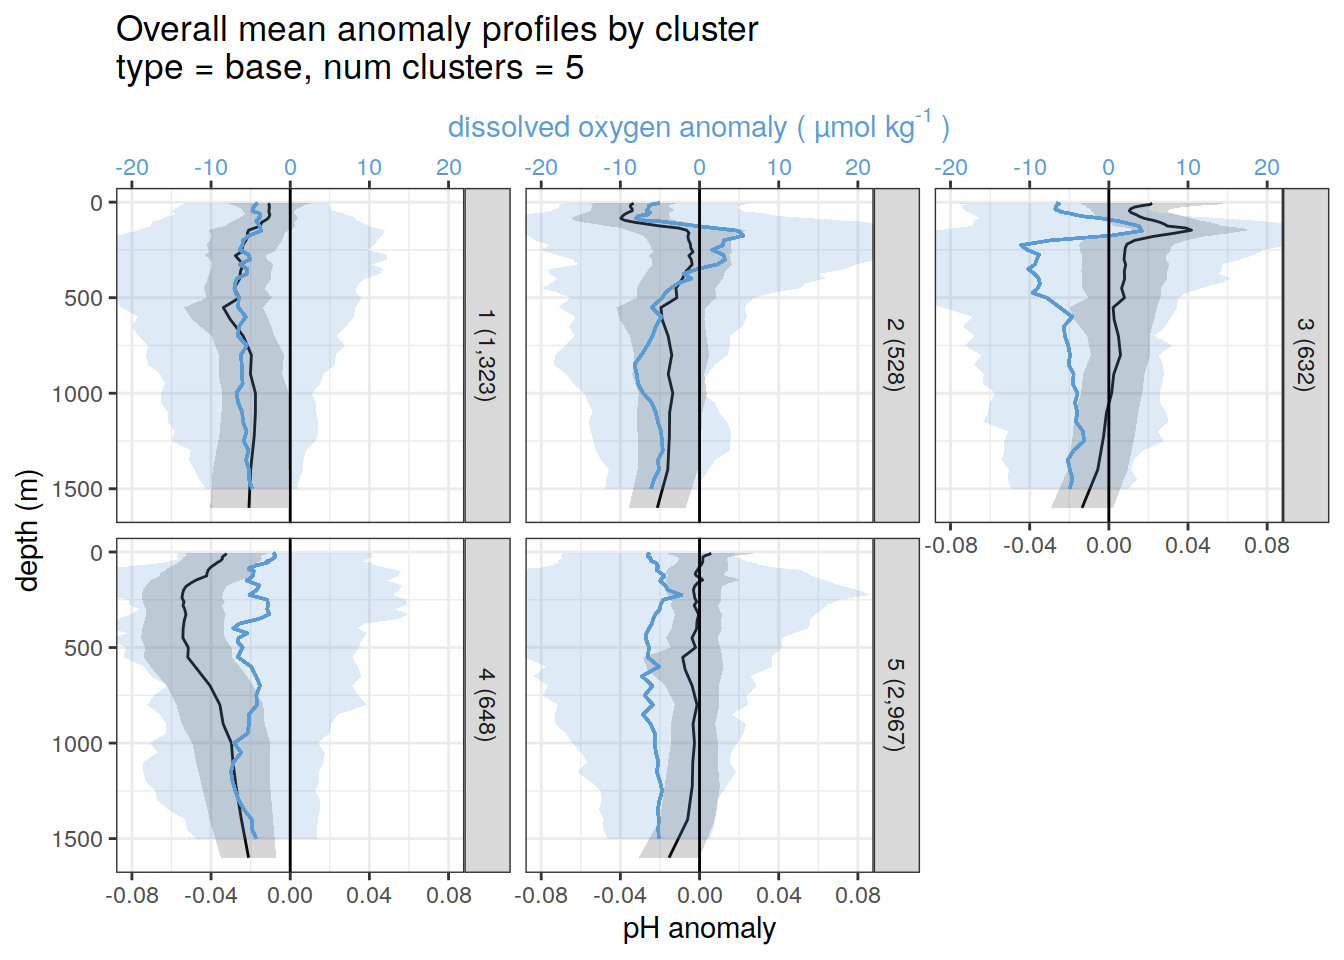 Overall mean anomaly profiles by cluster
type = base, num clusters = 5
dissolved oxygen anomaly ( µmol kg⁻¹ )
-20 -10 0 10 20 -20 -10 0 10 20 -20 -10 0 10 20
0
500
1000
1500
1 (1,323)
2 (528)
3 (632)
-0.08 -0.04 0.00 0.04 0.08
depth (m)
0
500
1000
1500
4 (648)
5 (2,967)
-0.08 -0.04 0.00 0.04 0.08 -0.08 -0.04 0.00 0.04 0.08
pH anomaly